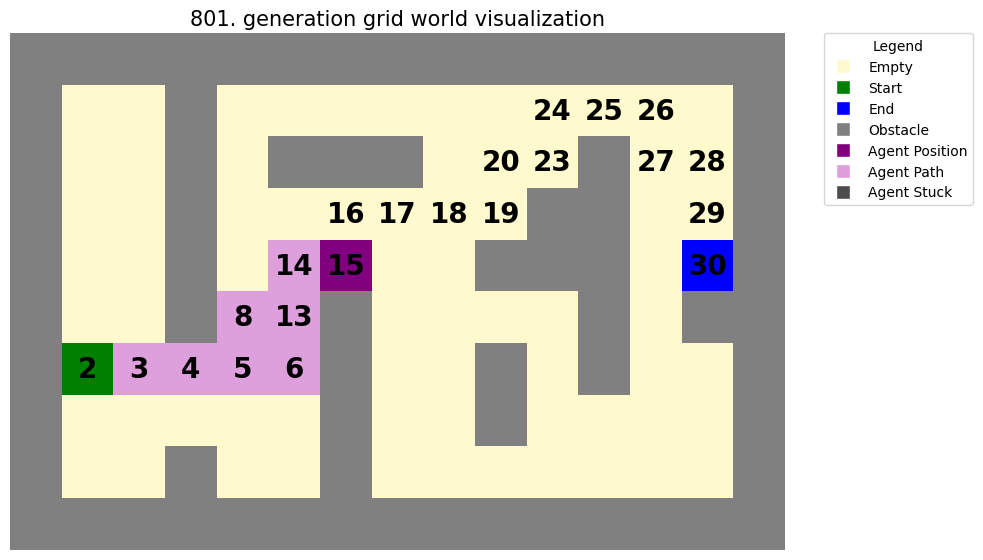 801. generation grid world visualization
24 25 26
20 23 27 28
16 17 18 19 29
14 15 30
8 13
2 3 4 5 6
Legend
Empty
Start
End
Obstacle
Agent Position
Agent Path
Agent Stuck